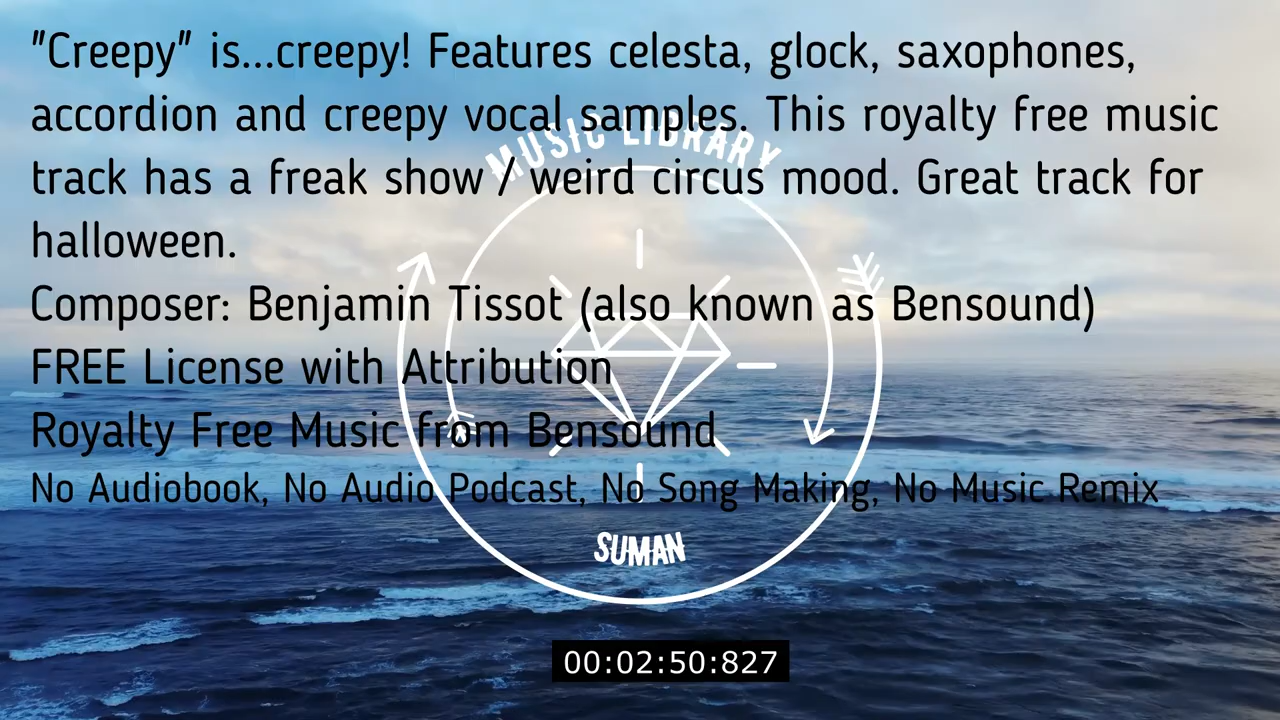 "Creepy" is...creepy! Features celesta, glock, saxophones,
accordion and creepy vocal samples. This royalty free music
MUSIC LIBRARY
track has a freak show / weird circus mood. Great track for
halloween.
Composer: Benjamin Tissot (also known as Bensound)
FREE License with Attribution
Royalty Free Music from Bensound
No Audiobook, No Audio Podcast, No Song Making, No Music Remix
SUMAN
00:02:50:827